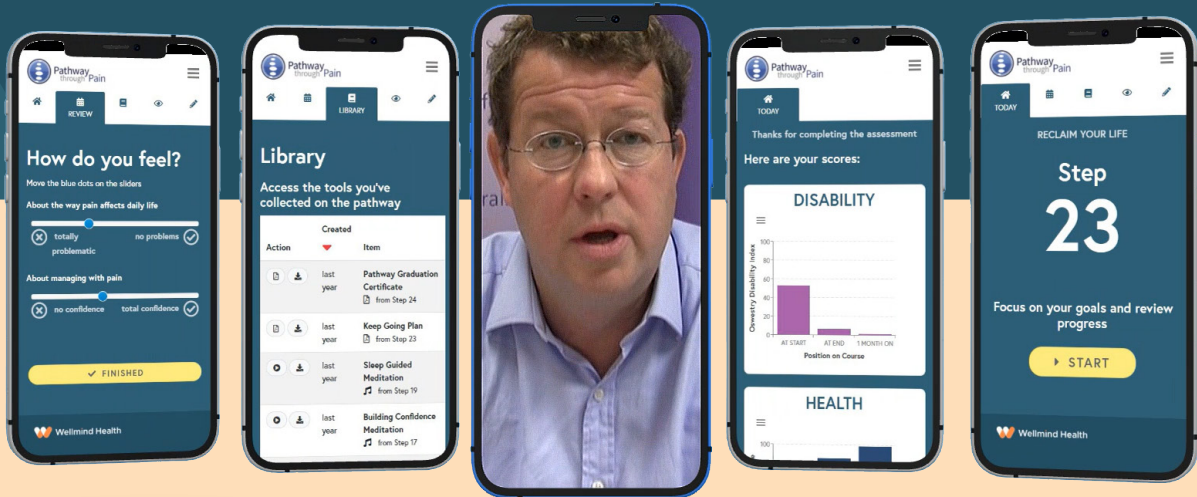 Pathway
through Pain
REVIEW
How do you feel?
Move the blue dots on the sliders
About the way pain affects daily life
totally
problematic
no problems
About managing with pain
no confidence
total confidence
FINISHED
Wellmind Health
Pathway
through Pain
LIBRARY
Library
Access the tools you've
collected on the pathway
Created
Action Item
last
year
Pathway Graduation
Certificate
from Step 24
last
year
Keep Going Plan
from Step 23
last
year
Sleep Guided
Meditation
from Step 19
last
year
Building Confidence
Meditation
from Step 17
Pathway
through Pain
TODAY
Thanks for completing the assessment
Here are your scores:
DISABILITY
Oswestry Disability Index
100
80
60
40
20
0
AT START AT END 1 MONTH ON
Position on Course
HEALTH
100
80
Pathway
through Pain
TODAY
RECLAIM YOUR LIFE
Step
23
Focus on your goals and review
progress
START
Wellmind Health